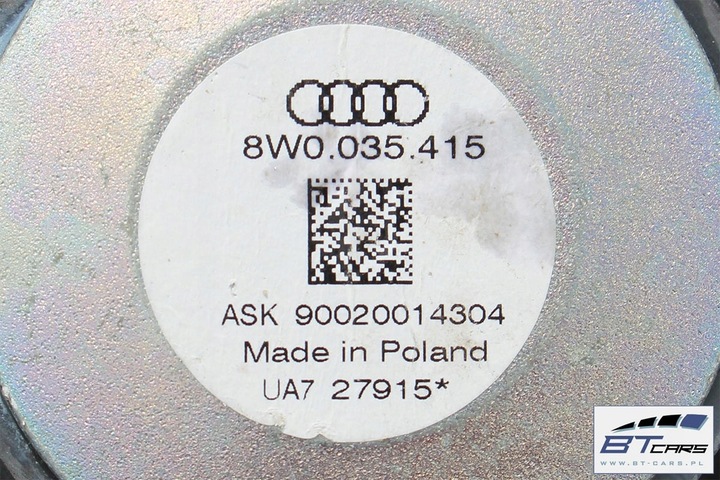 8W0.035.415
ASK 90020014304
Made in Poland
UA7 27915*
BTCARS
WWW.BT-CARS.PL